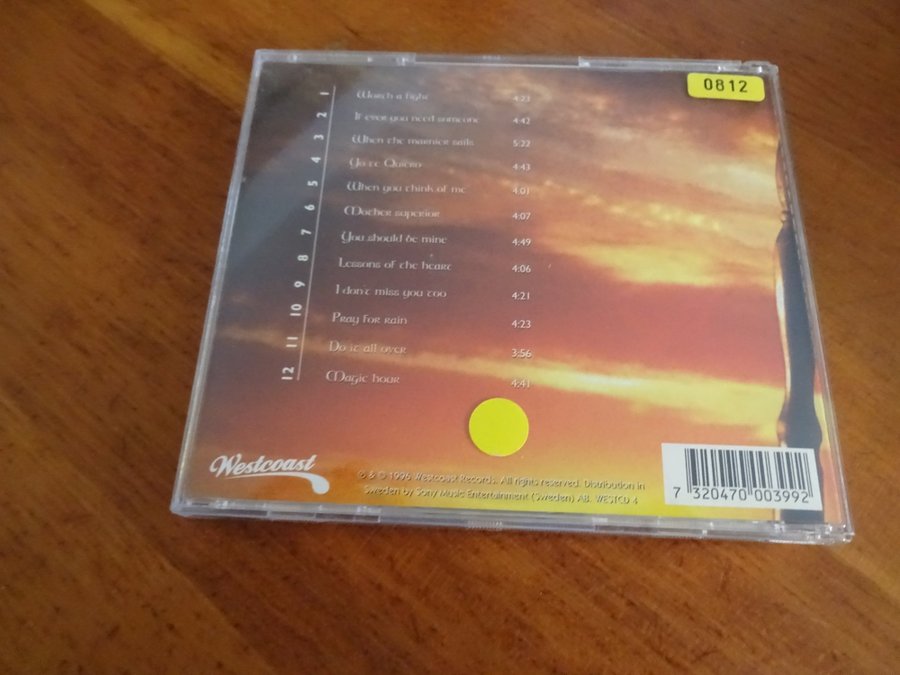 0812
1 Worth a fight 4:23
2 If ever you need someone 4:42
3 When the marnier sails 5:22
4 Yo te Quiero 4:43
5 When you think of me 4:01
6 Mother superior 4:07
7 You should be mine 4:49
8 Lessons of the heart 4:06
9 I don't miss you too 4:21
10 Pray for rain 4:23
11 Do it all over 3:56
12 Magic hour 4:41
Westcoast
℗ & © 1996 Westcoast Records. All rights reserved. Distribution in
Sweden by Sony Music Entertainment (Sweden) AB. WESTCD 4
7 320470 003992